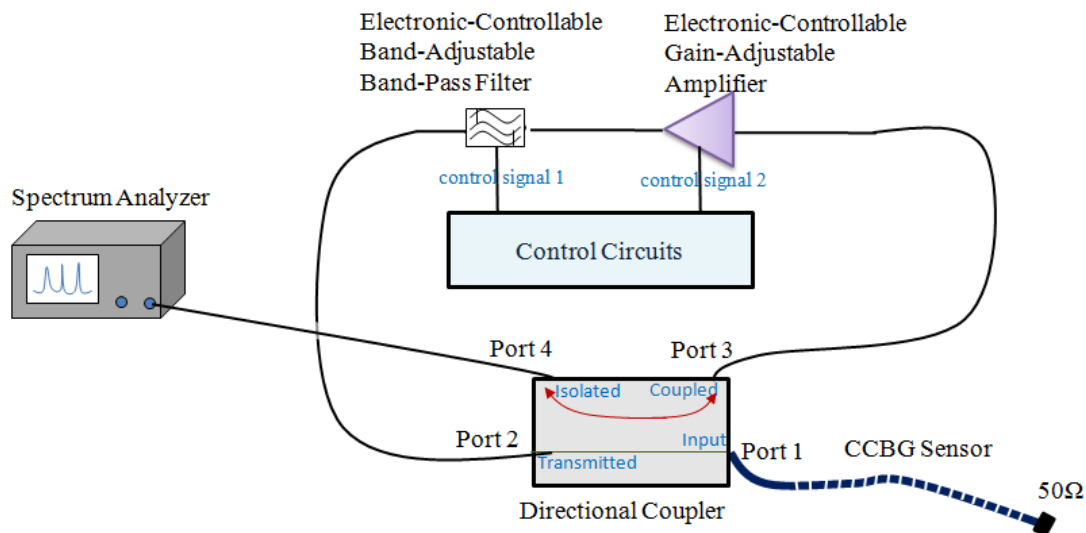 Electronic-Controllable
Band-Adjustable
Band-Pass Filter
Electronic-Controllable
Gain-Adjustable
Amplifier
control signal 1
control signal 2
Spectrum Analyzer
Control Circuits
Port 4
Port 3
Isolated
Coupled
Port 2
Input
Port 1
Transmitted
CCBG Sensor
50Ω
Directional Coupler